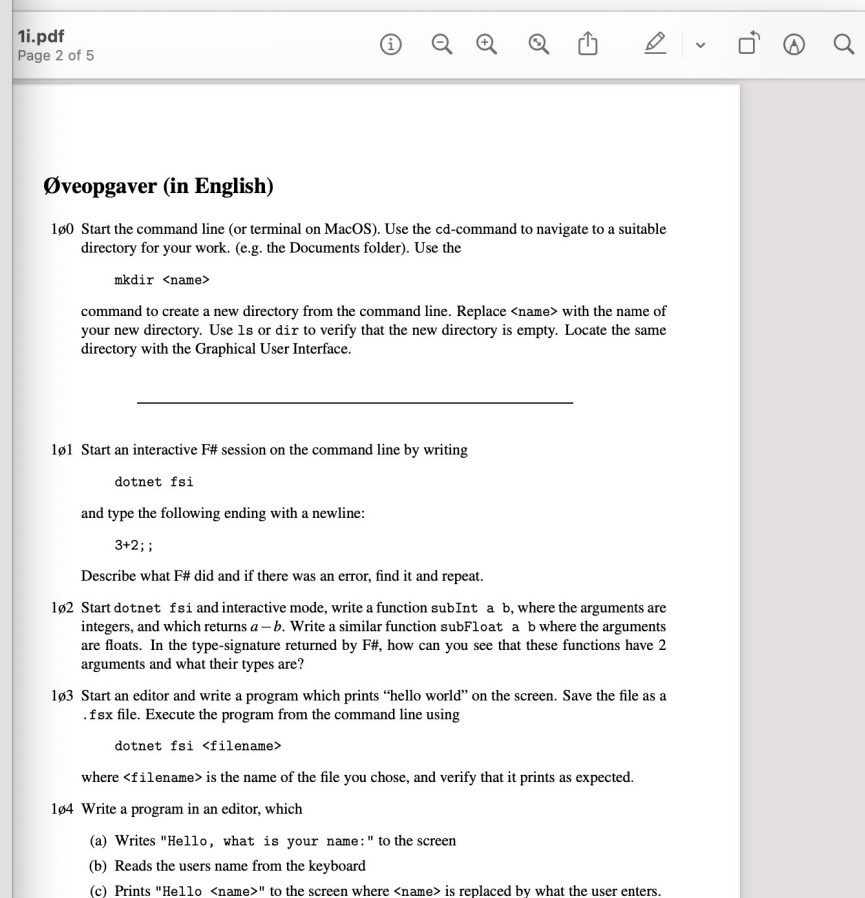 1i.pdf
Page 2 of 5
Øveopgaver (in English)
1ø0 Start the command line (or terminal on MacOS). Use the cd-command to navigate to a suitable
directory for your work. (e.g. the Documents folder). Use the
mkdir <name>
command to create a new directory from the command line. Replace <name> with the name of
your new directory. Use ls or dir to verify that the new directory is empty. Locate the same
directory with the Graphical User Interface.
1ø1 Start an interactive F# session on the command line by writing
dotnet fsi
and type the following ending with a newline:
3+2;;
Describe what F# did and if there was an error, find it and repeat.
1ø2 Start dotnet fsi and interactive mode, write a function subInt a b, where the arguments are
integers, and which returns a − b. Write a similar function subFloat a b where the arguments
are floats. In the type-signature returned by F#, how can you see that these functions have 2
arguments and what their types are?
1ø3 Start an editor and write a program which prints “hello world” on the screen. Save the file as a
.fsx file. Execute the program from the command line using
dotnet fsi <filename>
where <filename> is the name of the file you chose, and verify that it prints as expected.
1ø4 Write a program in an editor, which
(a) Writes "Hello, what is your name:" to the screen
(b) Reads the users name from the keyboard
(c) Prints "Hello <name>" to the screen where <name> is replaced by what the user enters.